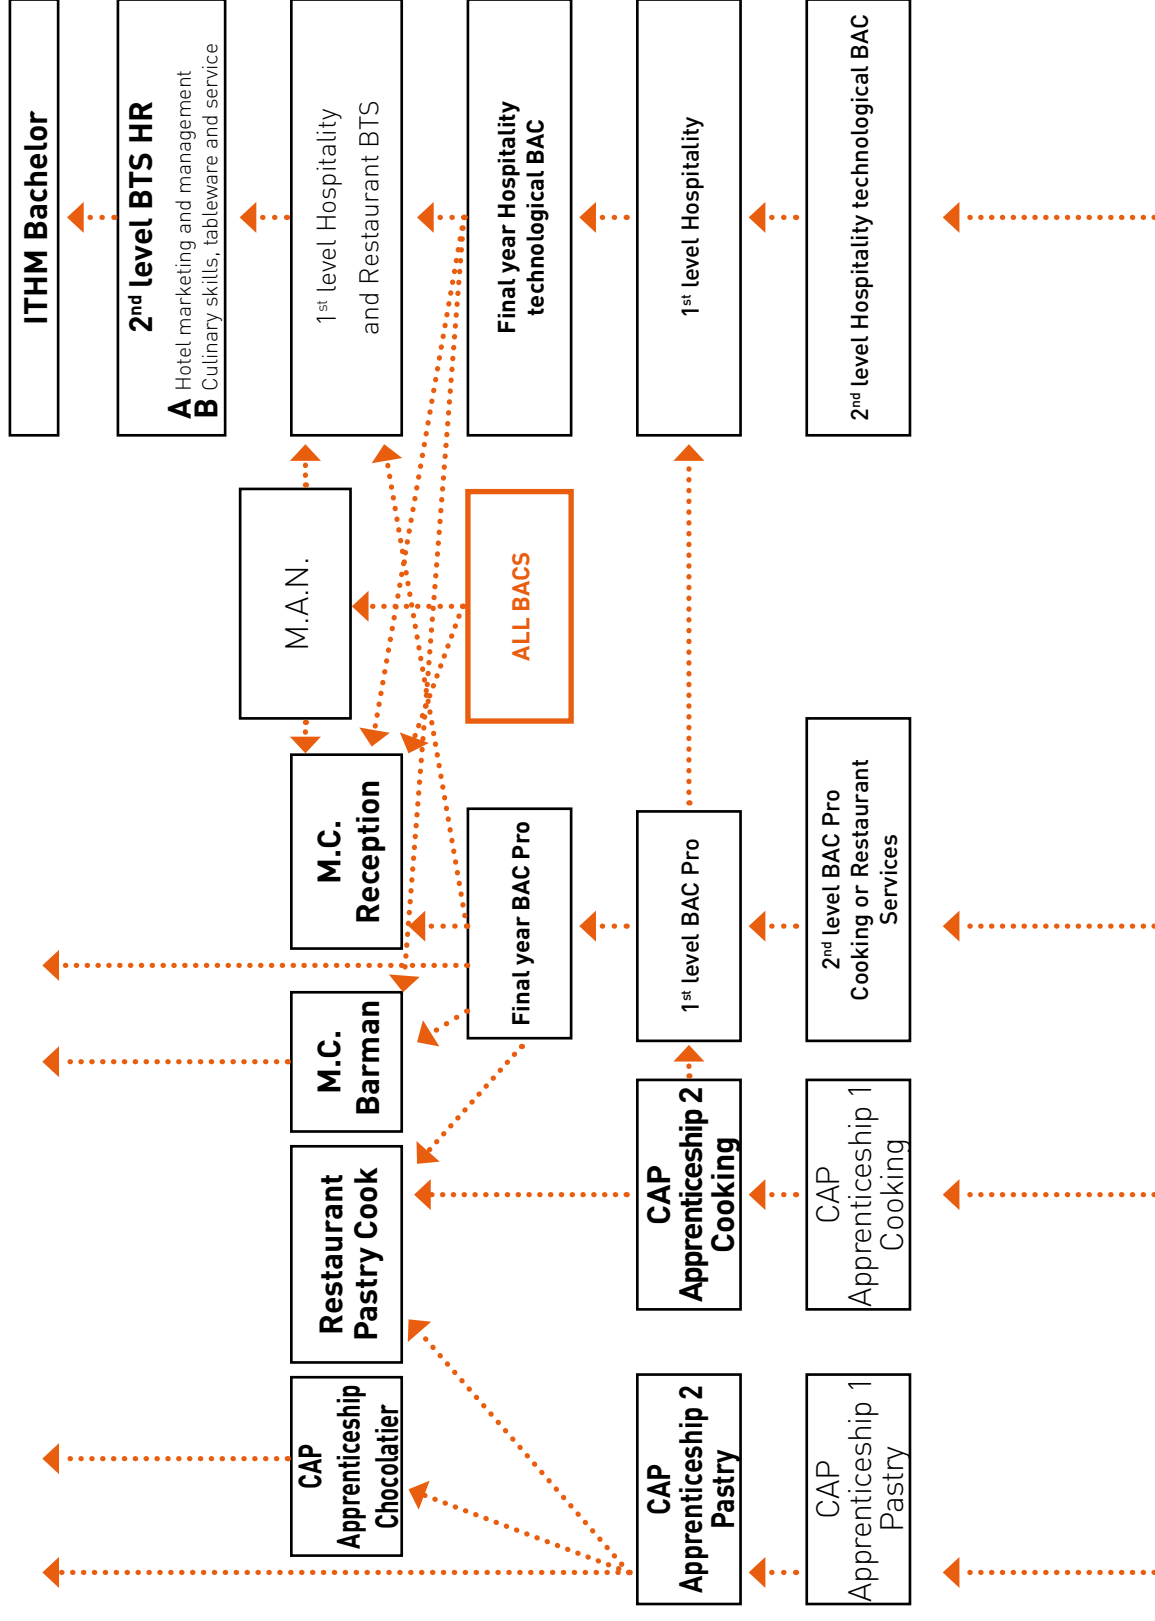 ITHM Bachelor
2nd level BTS HR
A Hotel marketing and management
B Culinary skills, tableware and service
1st level Hospitality
and Restaurant BTS
Final year Hospitality
technological BAC
1st level Hospitality
2nd level Hospitality technological BAC
M.A.N.
ALL BACS
M.C.
Reception
Final year BAC Pro
1st level BAC Pro
2nd level BAC Pro
Cooking or Restaurant
Services
M.C.
Barman
Restaurant
Pastry Cook
CAP
Apprenticeship 2
Cooking
CAP
Apprenticeship 1
Cooking
CAP
Apprenticeship
Chocolatier
CAP
Apprenticeship 2
Pastry
CAP
Apprenticeship 1
Pastry